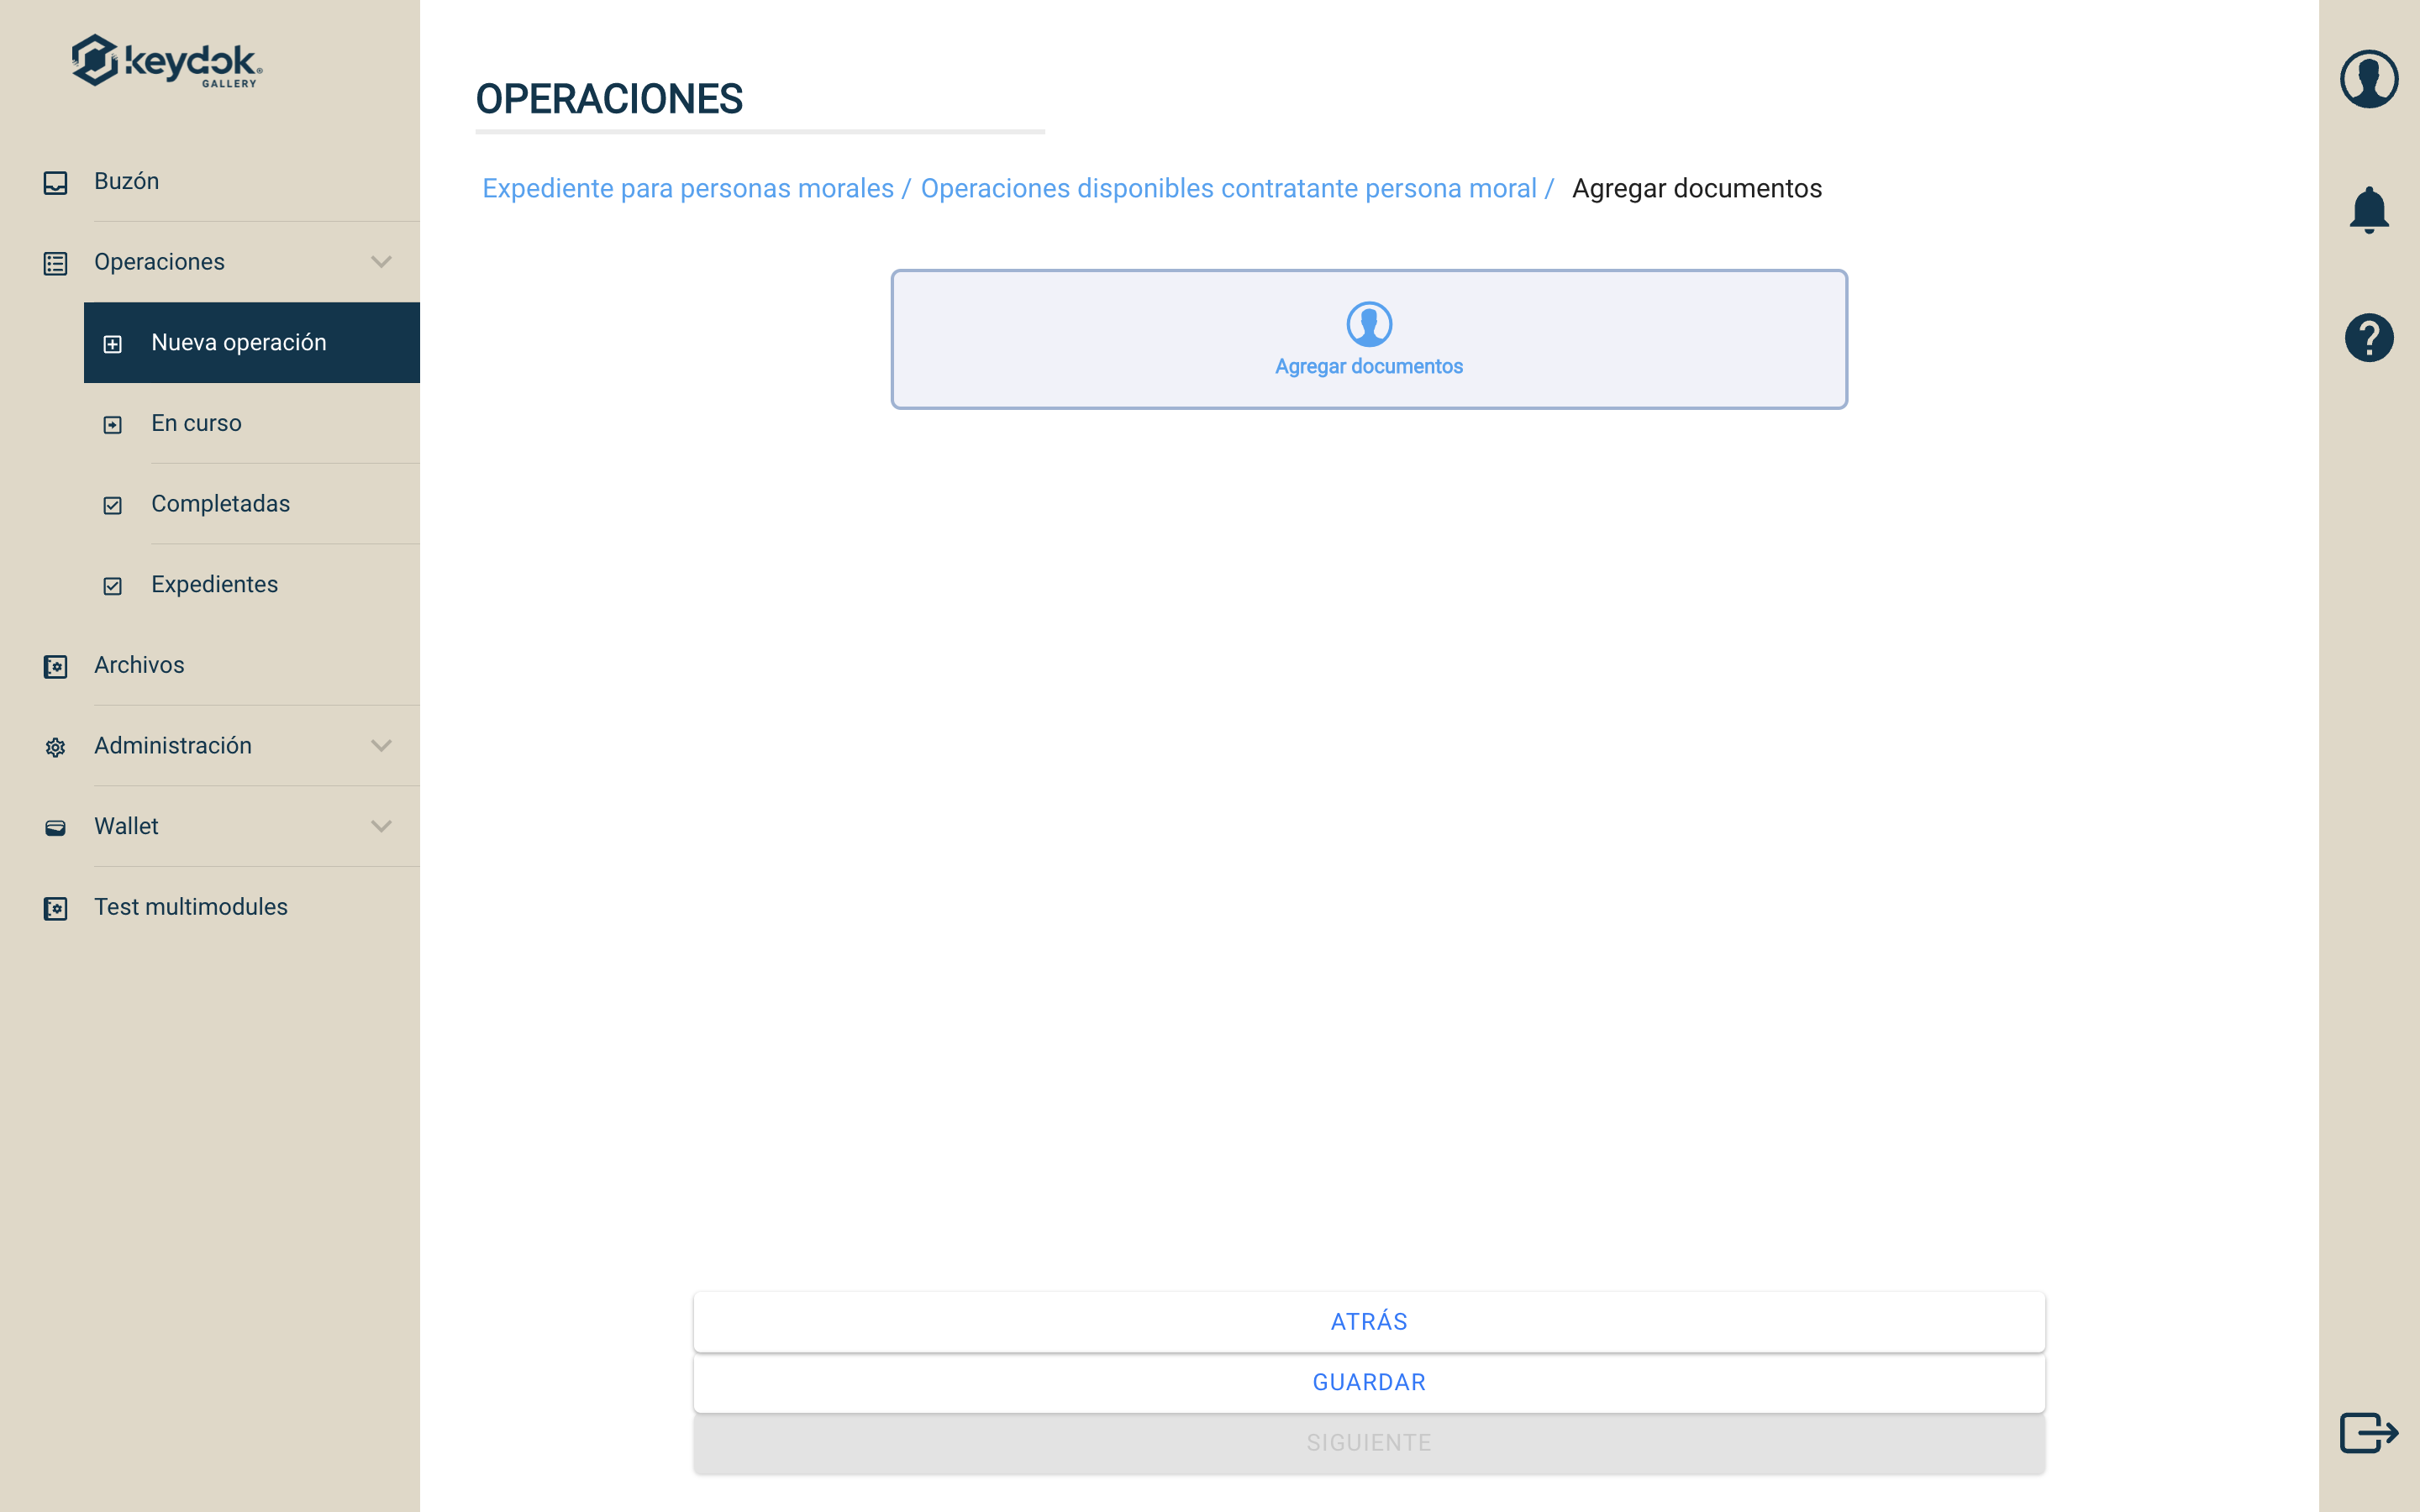 keydok®
GALLERY
Buzón
Operaciones
Nueva operación
En curso
Completadas
Expedientes
Archivos
Administración
Wallet
Test multimodules
OPERACIONES
Expediente para personas morales / Operaciones disponibles contratante persona moral / Agregar documentos
Agregar documentos
ATRÁS
GUARDAR
SIGUIENTE